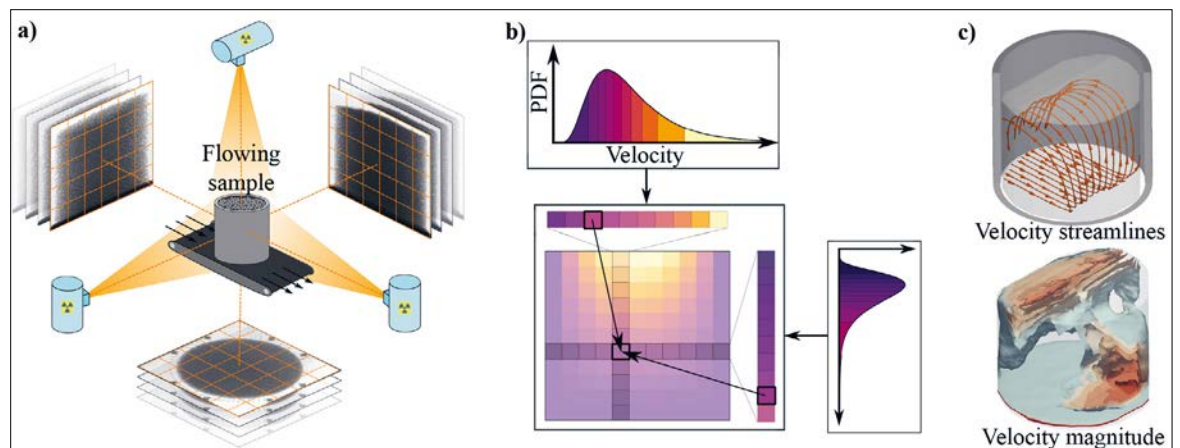 a)
Flowing
sample
b)
PDF
Velocity
c)
Velocity streamlines
Velocity magnitude